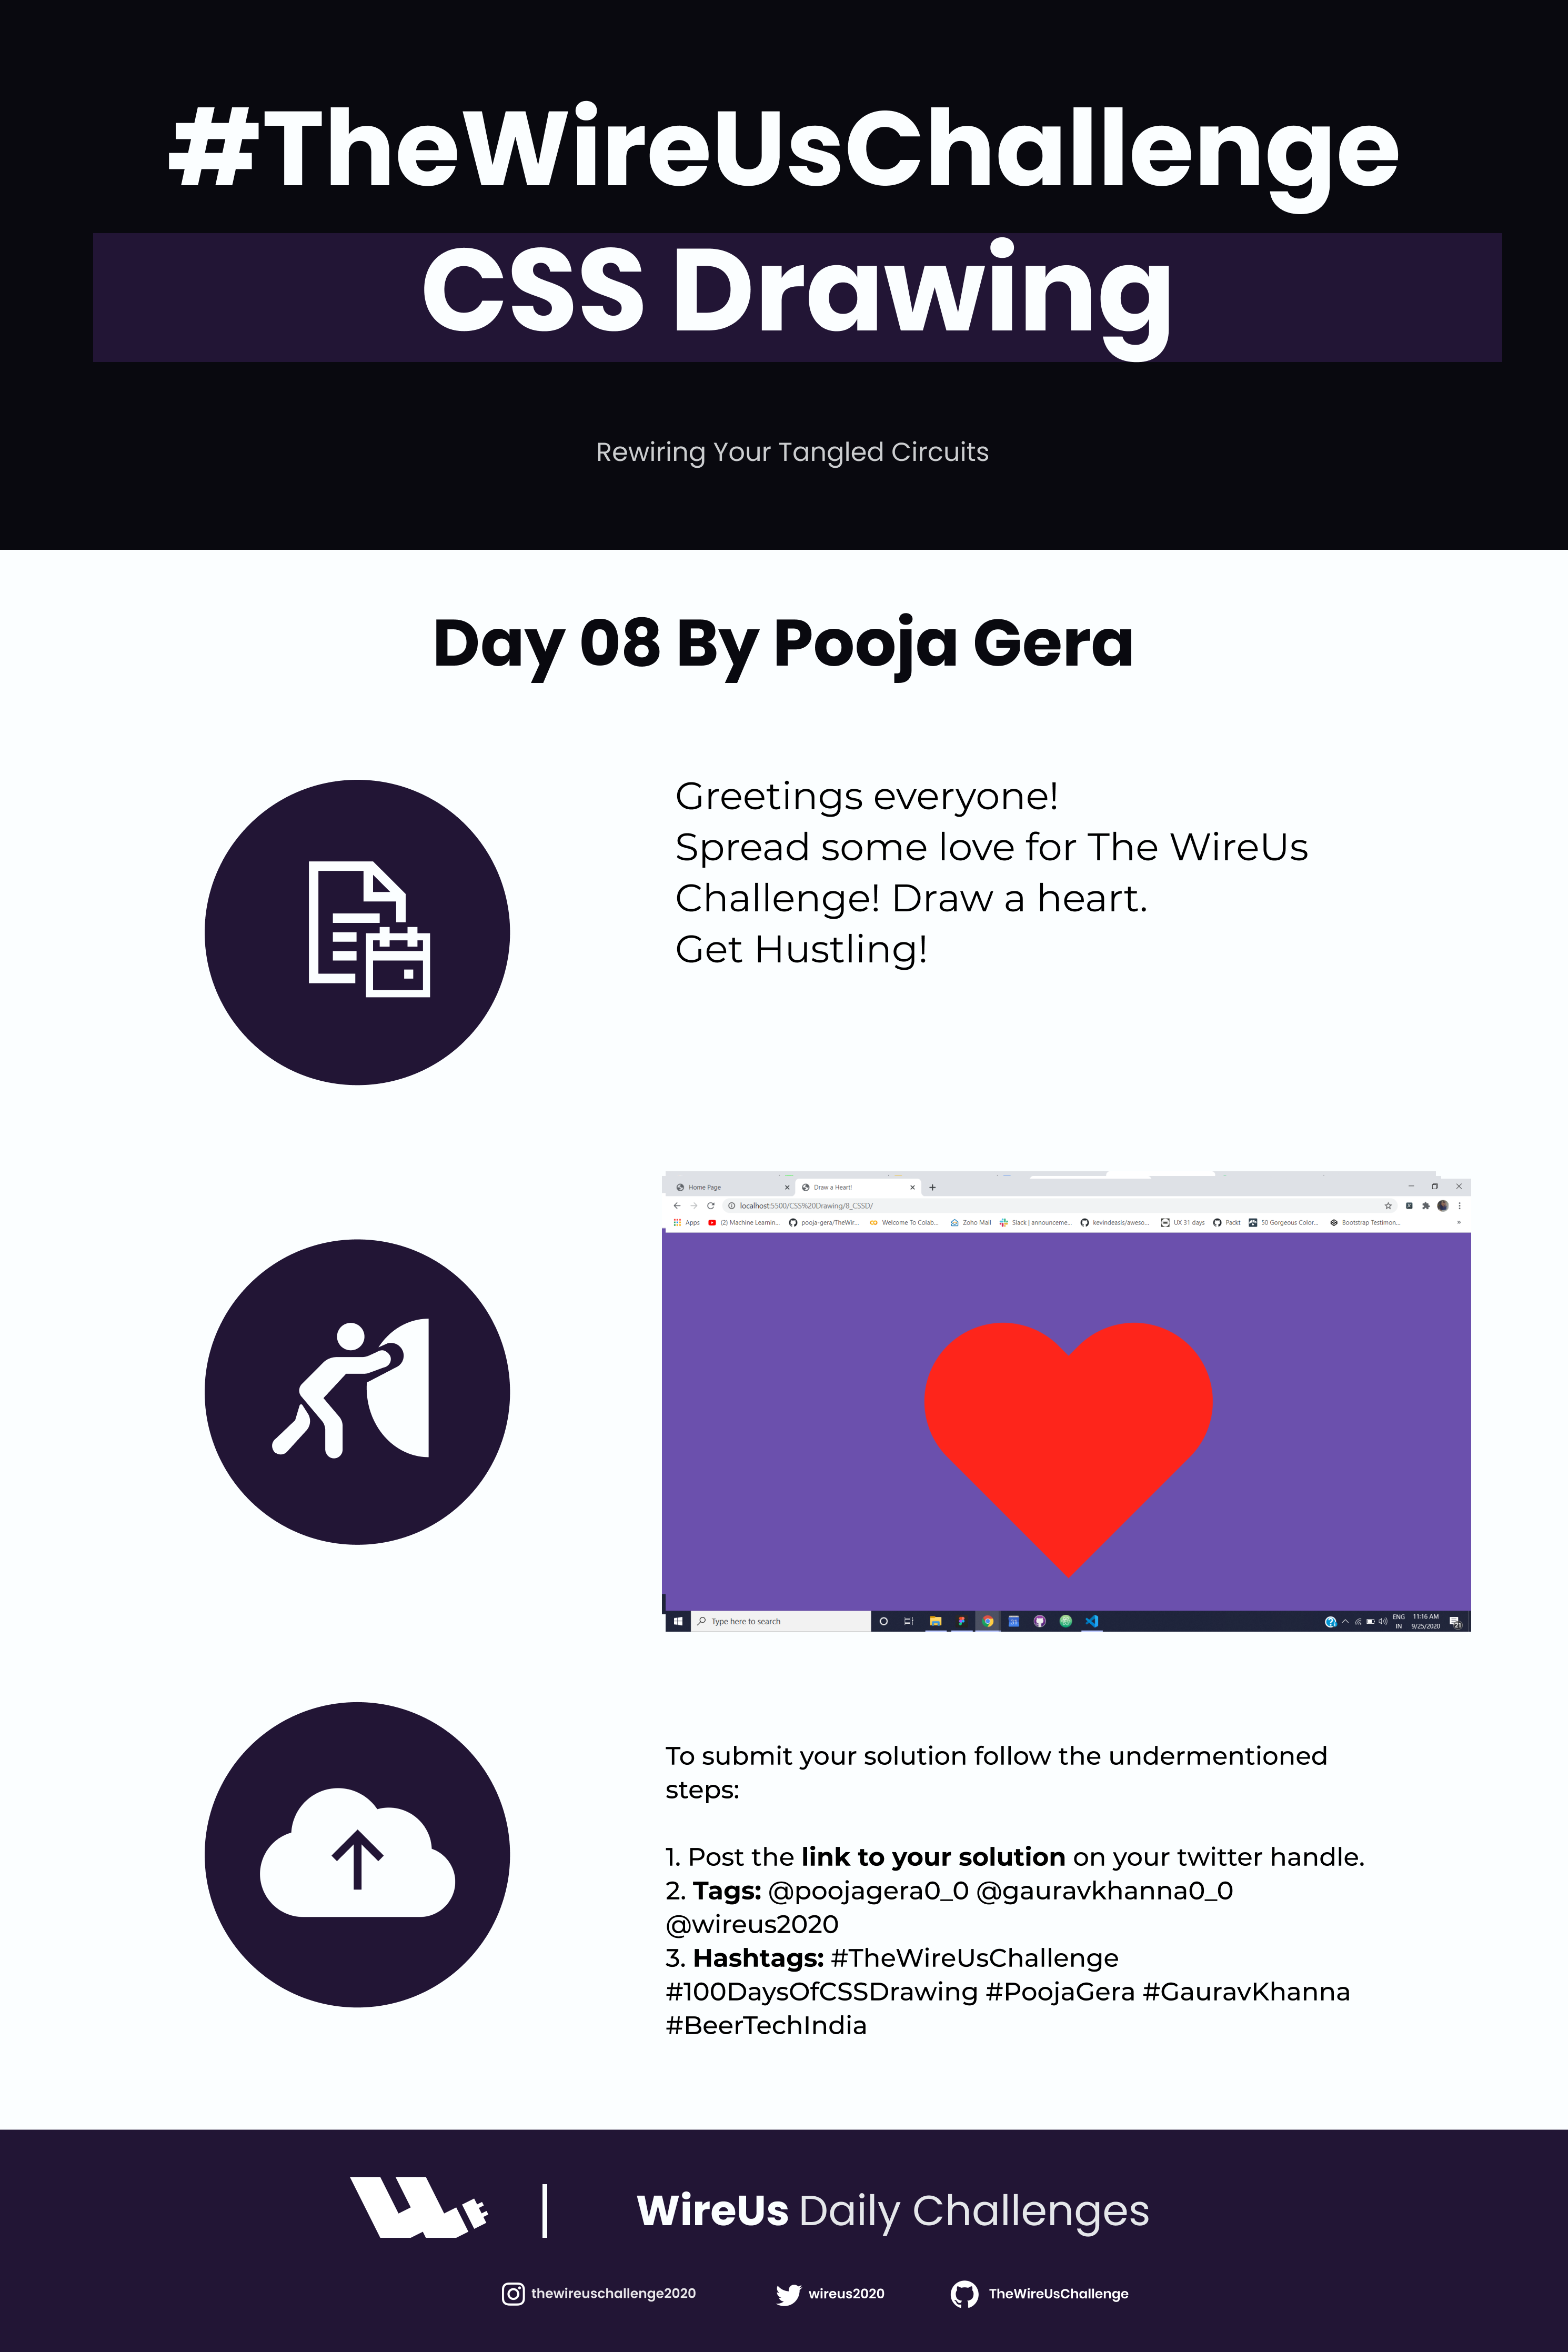 #TheWireUsChallenge
CSS Drawing
Rewiring Your Tangled Circuits
Day 08 By Pooja Gera
Greetings everyone!
Spread some love for The WireUs
Challenge! Draw a heart.
Get Hustling!
Home Page
Draw a Heart!
localhost:5500/CSS%20Drawing/8_CSSD/
Apps (2) Machine Learnin... pooja-gera/TheWir... Welcome To Colab... Zoho Mail Slack | announceme... kevindeasis/aweso... UX 31 days Packt 50 Gorgeous Color... Bootstrap Testimon... »
Type here to search
31
ENG 11:16 AM
IN 9/25/2020
21
To submit your solution follow the undermentioned
steps:
1. Post the link to your solution on your twitter handle.
2. Tags: @poojagera0_0 @gauravkhanna0_0
@wireus2020
3. Hashtags: #TheWireUsChallenge
#100DaysOfCSSDrawing #PoojaGera #GauravKhanna
#BeerTechIndia
WireUs Daily Challenges
thewireuschallenge2020 wireus2020 TheWireUsChallenge